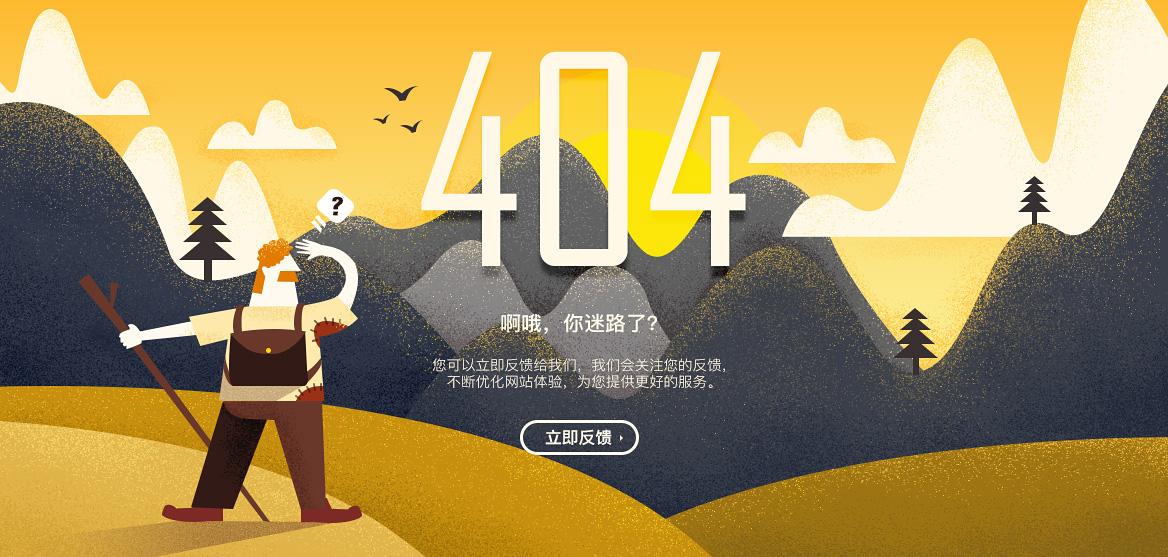 ?
404
啊哦，你迷路了?
您可以立即反馈给我们，我们会关注您的反馈，
不断优化网站体验，为您提供更好的服务。
立即反馈